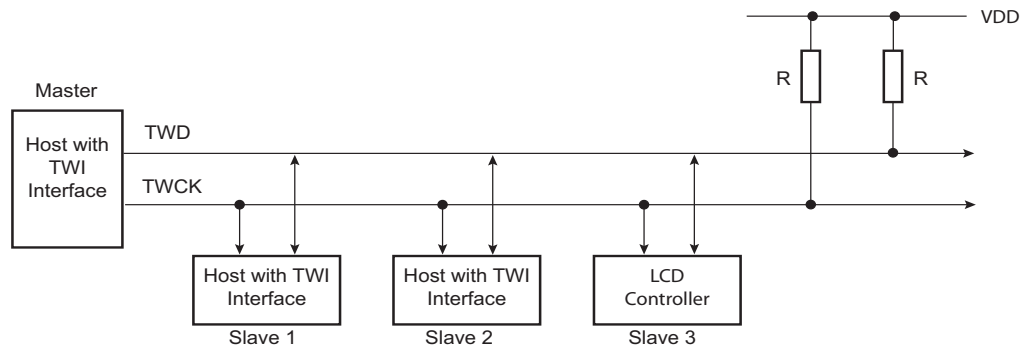 VDD
R
R
Master
Host with
TWI
Interface
TWD
TWCK
Host with TWI
Interface
Slave 1
Host with TWI
Interface
Slave 2
LCD
Controller
Slave 3